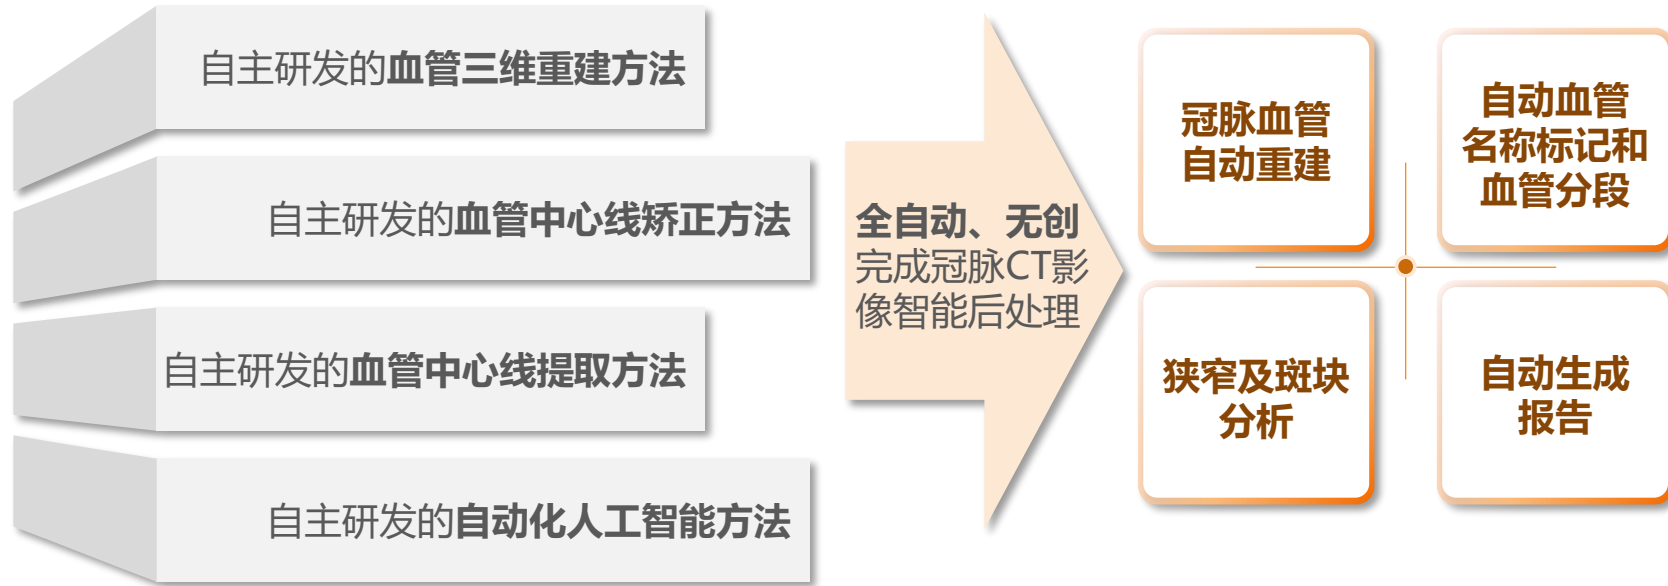 自主研发的血管三维重建方法
自主研发的血管中心线矫正方法
自主研发的血管中心线提取方法
自主研发的自动化人工智能方法
全自动、无创
完成冠脉CT影
像智能后处理
冠脉血管
自动重建
自动血管
名称标记和
血管分段
狭窄及斑块
分析
自动生成
报告